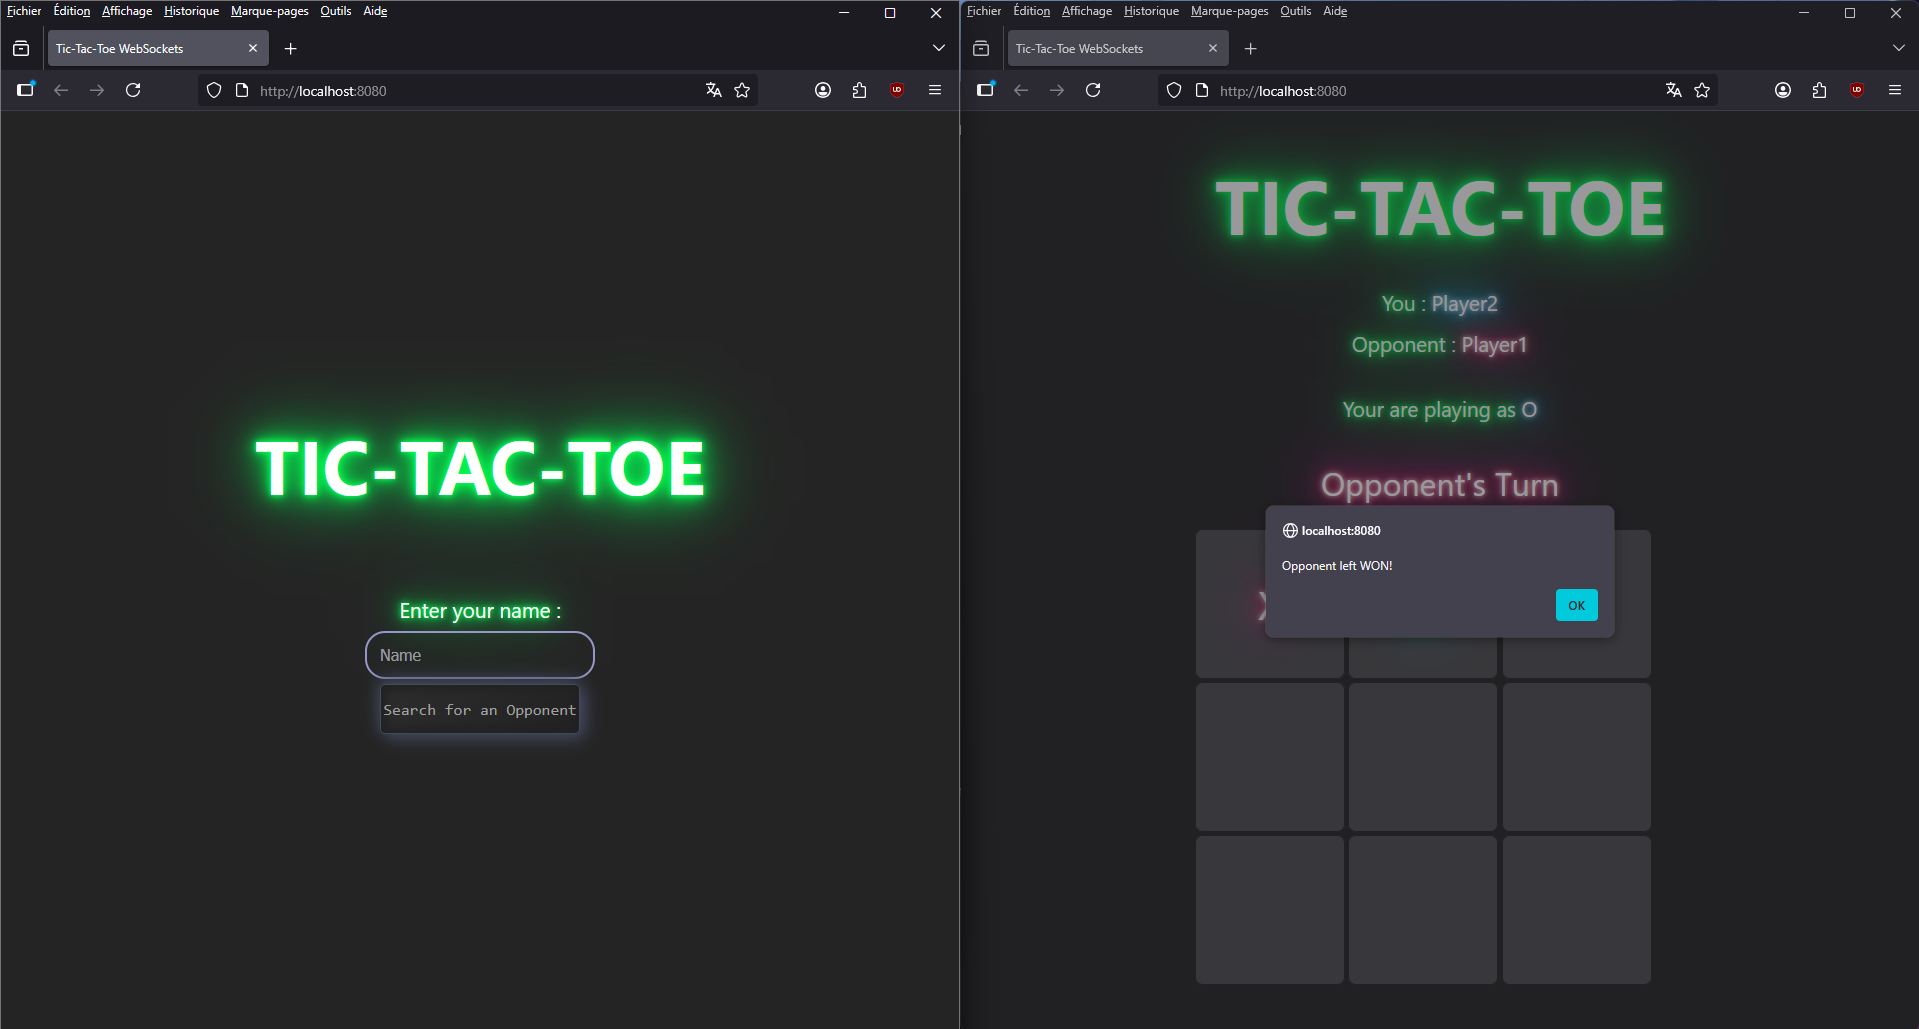 Fichier Édition Affichage Historique Marque-pages Outils Aide
Tic-Tac-Toe WebSockets
http://localhost:8080
TIC-TAC-TOE
Enter your name :
Name
Search for an Opponent
Fichier Édition Affichage Historique Marque-pages Outils Aide
Tic-Tac-Toe WebSockets
http://localhost:8080
TIC-TAC-TOE
You : Player2
Opponent : Player1
Your are playing as O
Opponent's Turn
localhost:8080
Opponent left WON!
OK
X